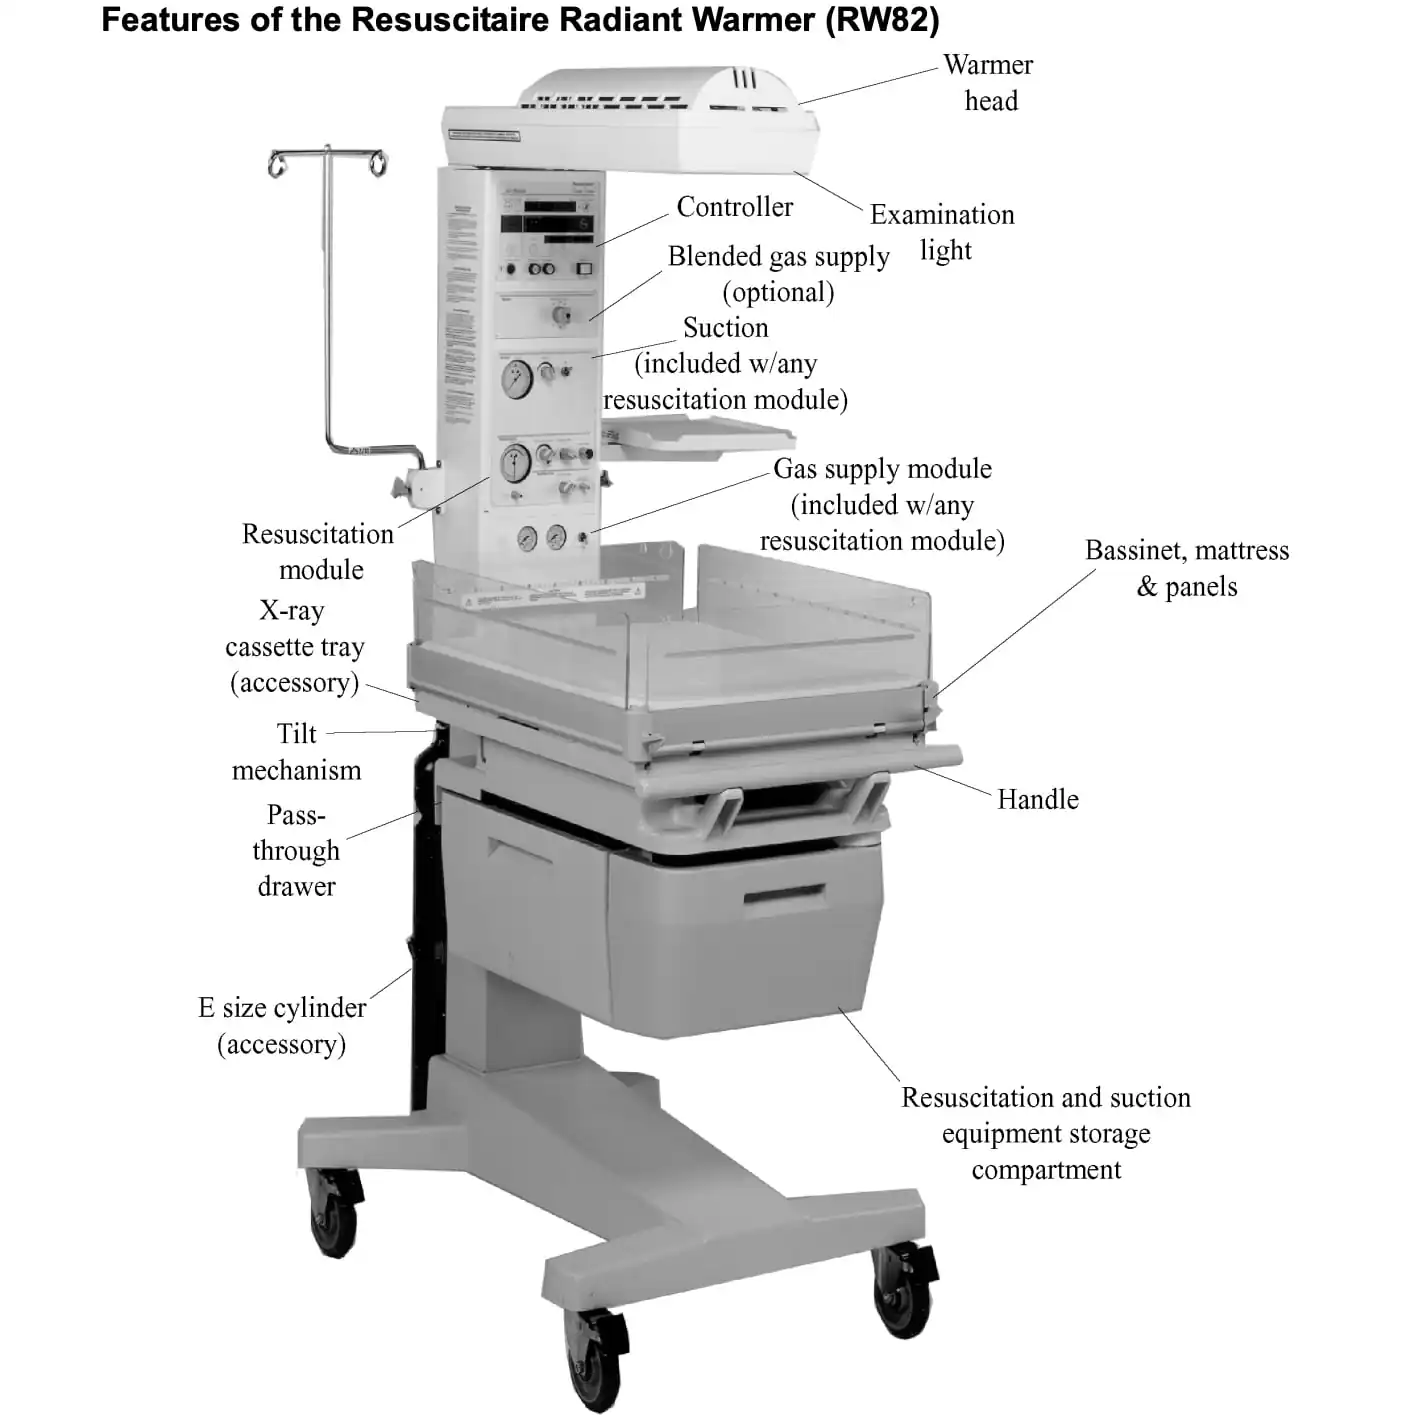 Features of the Resuscitaire Radiant Warmer (RW82)
Warmer
head
Controller
Examination
light
Blended gas supply
(optional)
Suction
(included w/any
resuscitation module)
Gas supply module
(included w/any
resuscitation module)
Resuscitation
module
Bassinet, mattress
& panels
X-ray
cassette tray
(accessory)
Tilt
mechanism
Handle
Pass-
through
drawer
E size cylinder
(accessory)
Resuscitation and suction
equipment storage
compartment